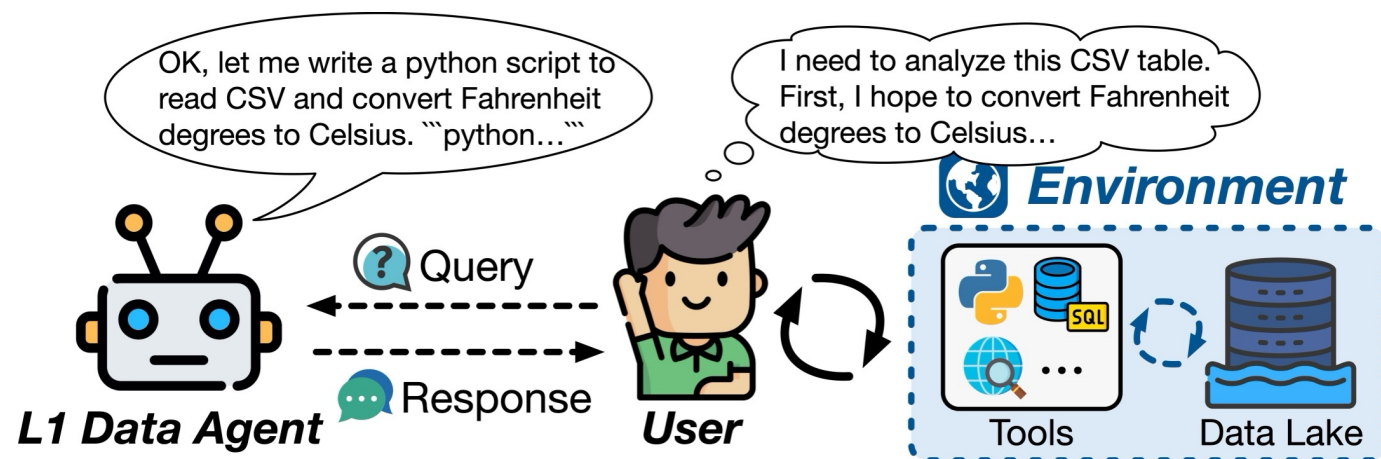 OK, let me write a python script to
read CSV and convert Fahrenheit
degrees to Celsius. ```python...```
I need to analyze this CSV table.
First, I hope to convert Fahrenheit
degrees to Celsius...
Environment
? Query
Response
SQL
...
L1 Data Agent
User
Tools
Data Lake